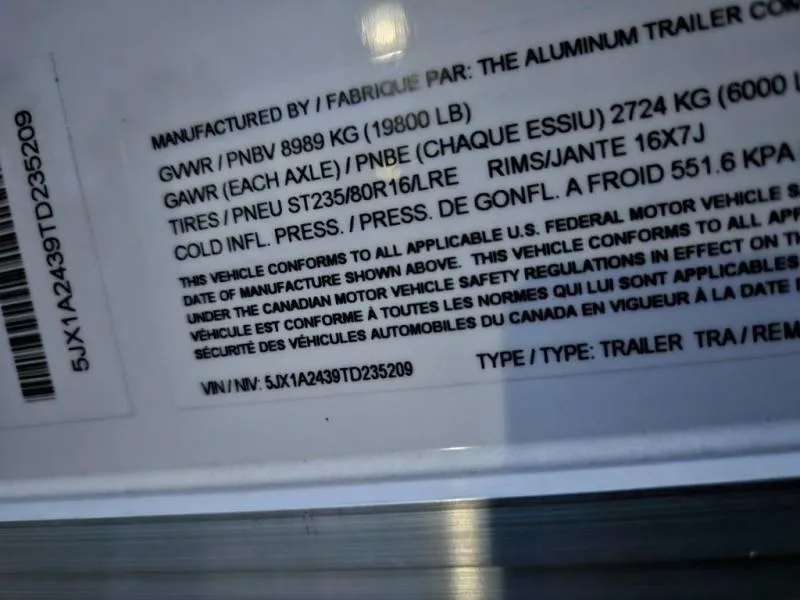 5JX1A2439TD235209
MANUFACTURED BY / FABRIQUE PAR: THE ALUMINUM TRAILER
GVWR / PNBV 8989 KG (19800 LB)
GAWR (EACH AXLE) / PNBE (CHAQUE ESSIU) 2724 KG (6000
TIRES / PNEU ST235/80R16/LRE RIMS/JANTE 16X7J
COLD INFL. PRESS. / PRESS. DE GONFL. A FROID 551.6 KPA
THIS VEHICLE CONFORMS TO ALL APPLICABLE U.S. FEDERAL MOTOR VEHICLE
DATE OF MANUFACTURE SHOWN ABOVE. THIS VEHICLE CONFORMS TO ALL
UNDER THE CANADIAN MOTOR VEHICLE SAFETY REGULATIONS IN EFFECT ON
VÉHICULE EST CONFORME À TOUTES LES NORMES QUI LUI SONT APPLICABLES
SÉCURITÉ DES VÉHICULES AUTOMOBILES DU CANADA EN VIGUEUR À LA DATE
VIN / NIV: 5JX1A2439TD235209 TYPE / TYPE: TRAILER TRA / REM